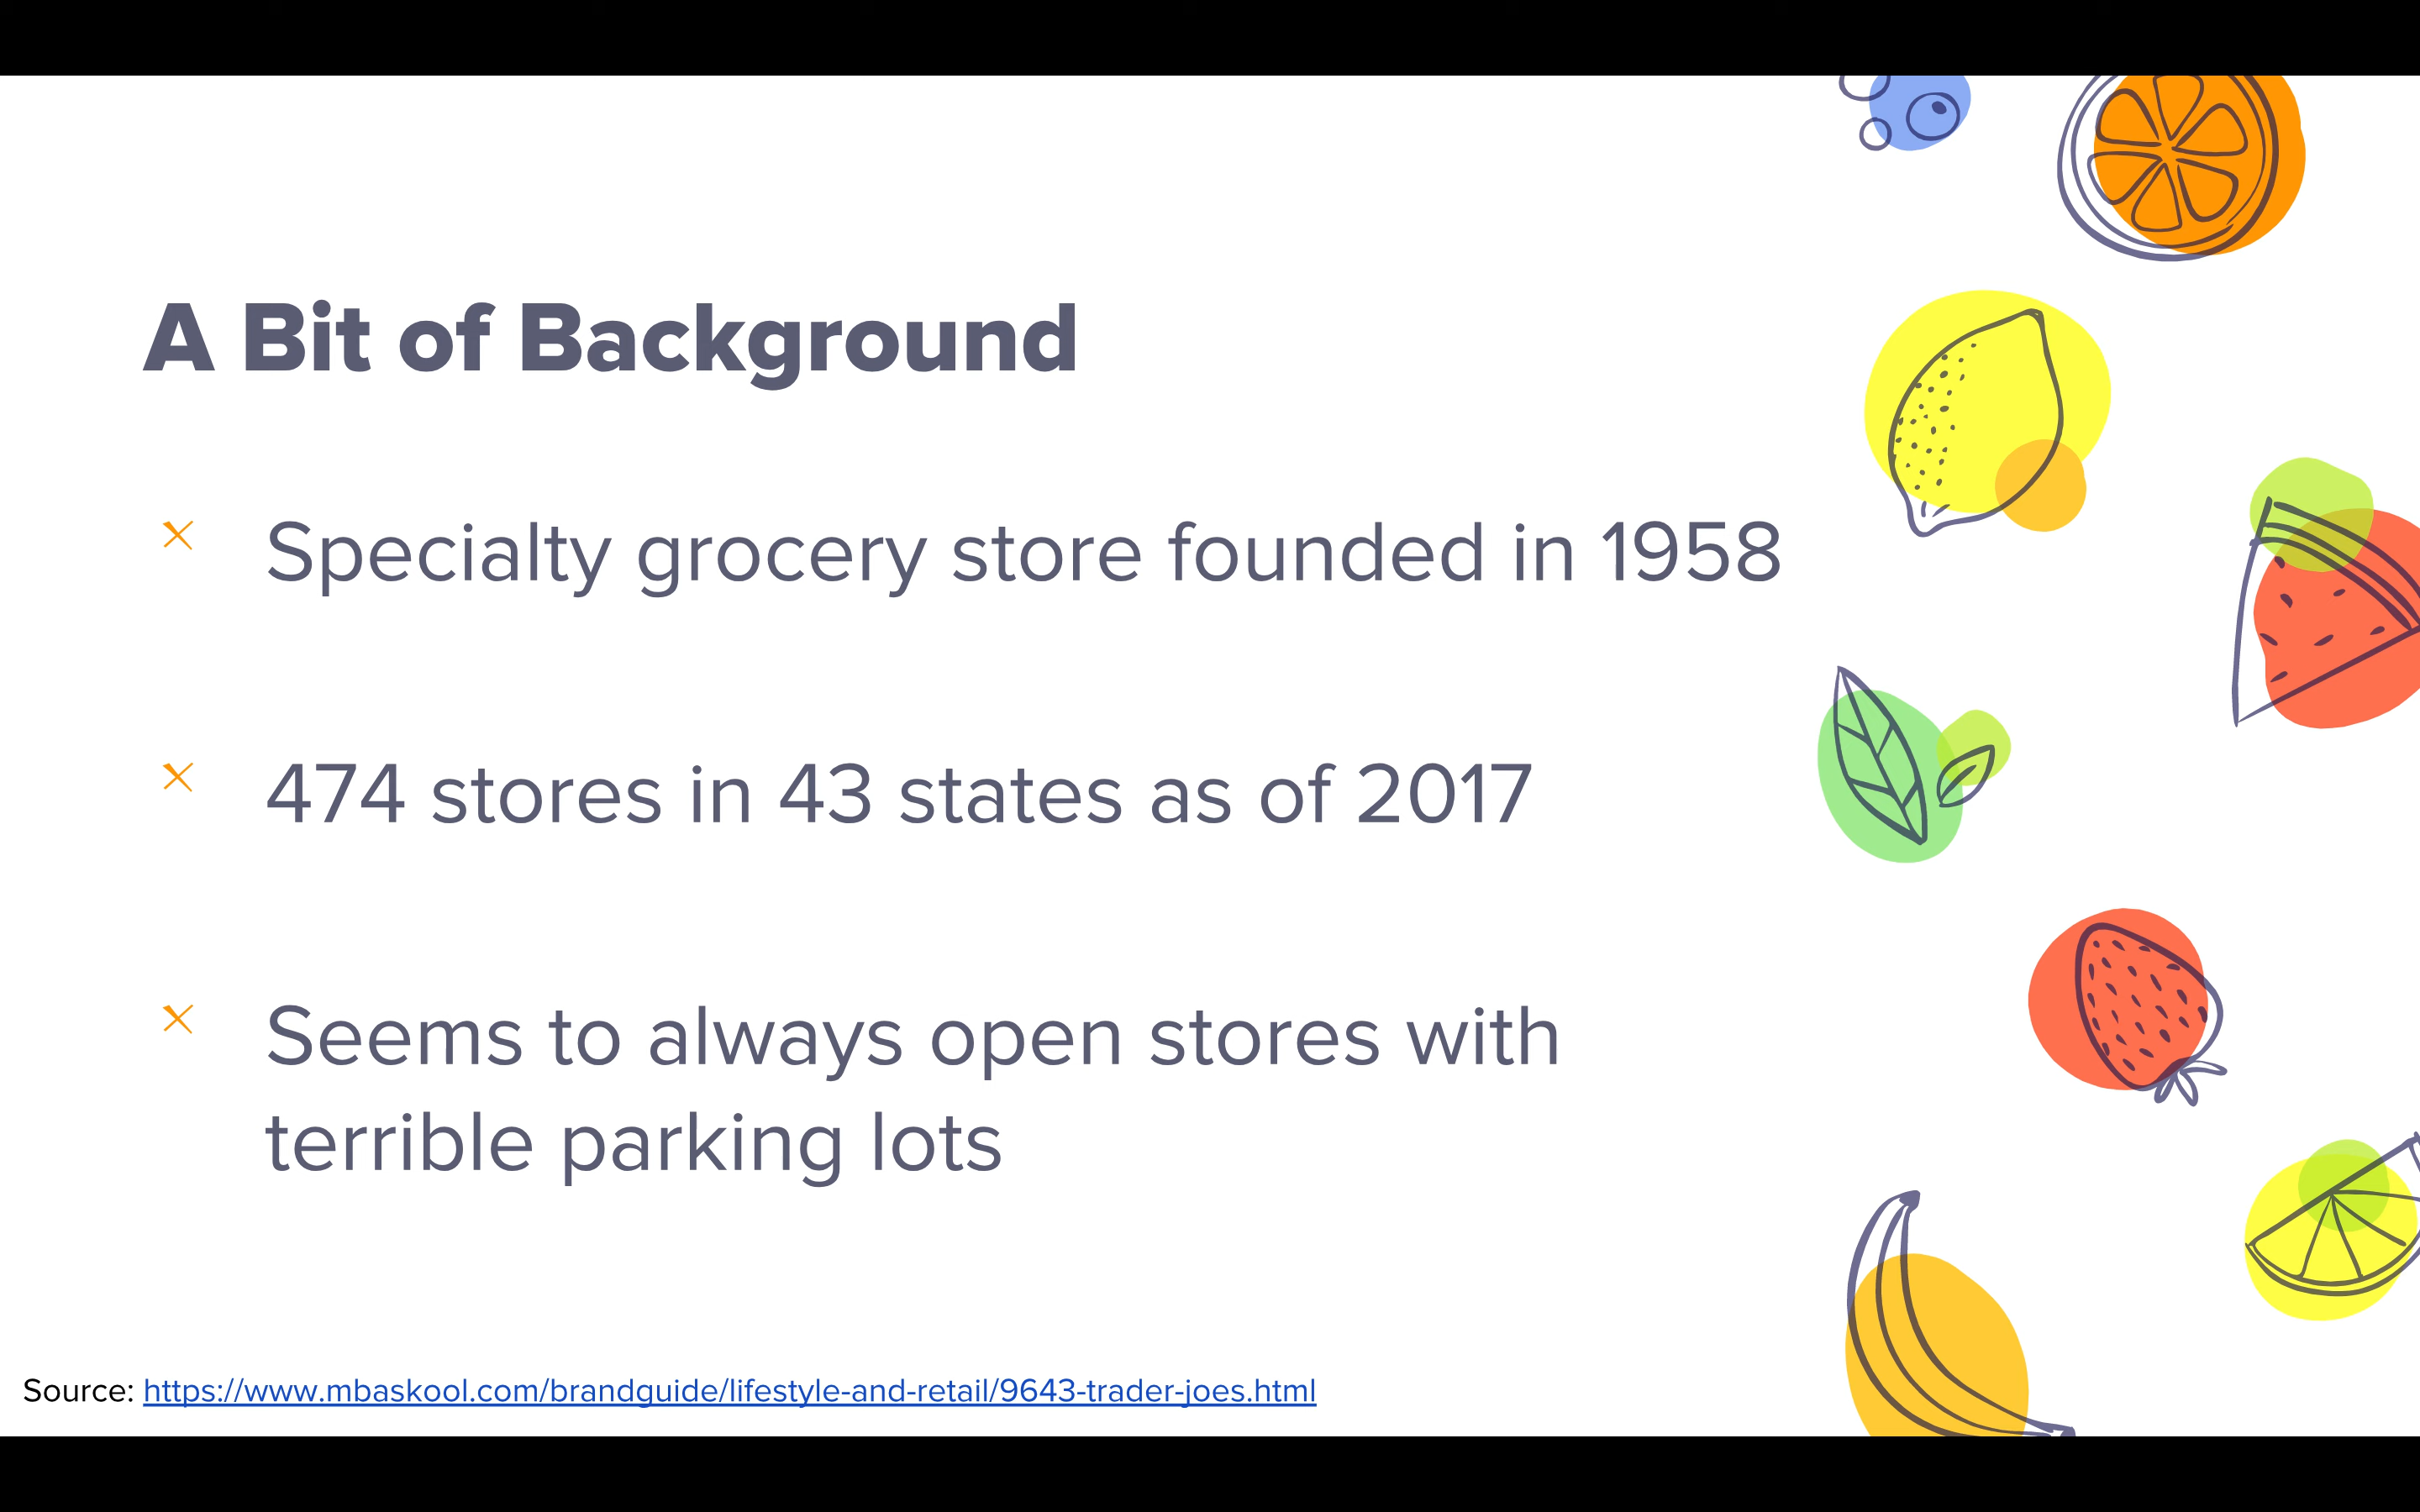 A Bit of Background
Specialty grocery store founded in 1958
474 stores in 43 states as of 2017
Seems to always open stores with
terrible parking lots
Source: https://www.mbaskool.com/brandguide/lifestyle-and-retail/9643-trader-joes.html